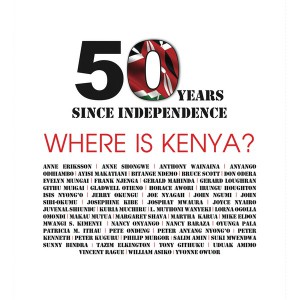 50 YEARS
SINCE INDEPENDENCE
WHERE IS KENYA?
ANNE ERIKSSON | ANNE SHONGWE | ANTHONY WAINAINA | ANYANGO
ODHIAMBO | AYISI MAKATIANI | BITANGE NDEMO | BRUCE SCOTT | DON ODERA
EVELYN MUNGAI | FRANK NJENGA | GERALD MAHINDA | GERARD LOUGHRAN
GITHU MUIGAI | GLADWELL OTIENO | HORACE AWORI | IRUNGU HOUGHTON
ISIS NYONG'O | JERRY OKUNGU | JOE NYAGAH | JOHN NGUMI | JOHN
SIBI-OKUMU | JOSEPHINE KIBE | JOSPHAT MWAURA | JOYCE NYAIRO
JUVENAL SHIUNDU | KURIA MUCHIRU | L. MUTHONI WANYEKI | LORNA OGOLLA
OMONDI | MAKAU MUTUA | MARGARET SHAVA | MARTHA KARUA | MIKE ELDON
MWANGI S. KIMENYI | NANCY ONYANGO | NANCY BARAZA | OYUNGA PALA
PATRICIA M. ITHAU | PETE ONDENG | PETER ANYANG' NYONG'O | PETER
KENNETH | PETER KUGURU | PHILIP MURGOR | SALIM AMIN | SUKI MWENDWA
SUNNY BINDRA | TAZIM ELKINGTON | TONY GITHUKU | UDUAK AMIMO
VINCENT RAGUE | WILLIAM ASIKO | YVONNE OWUOR